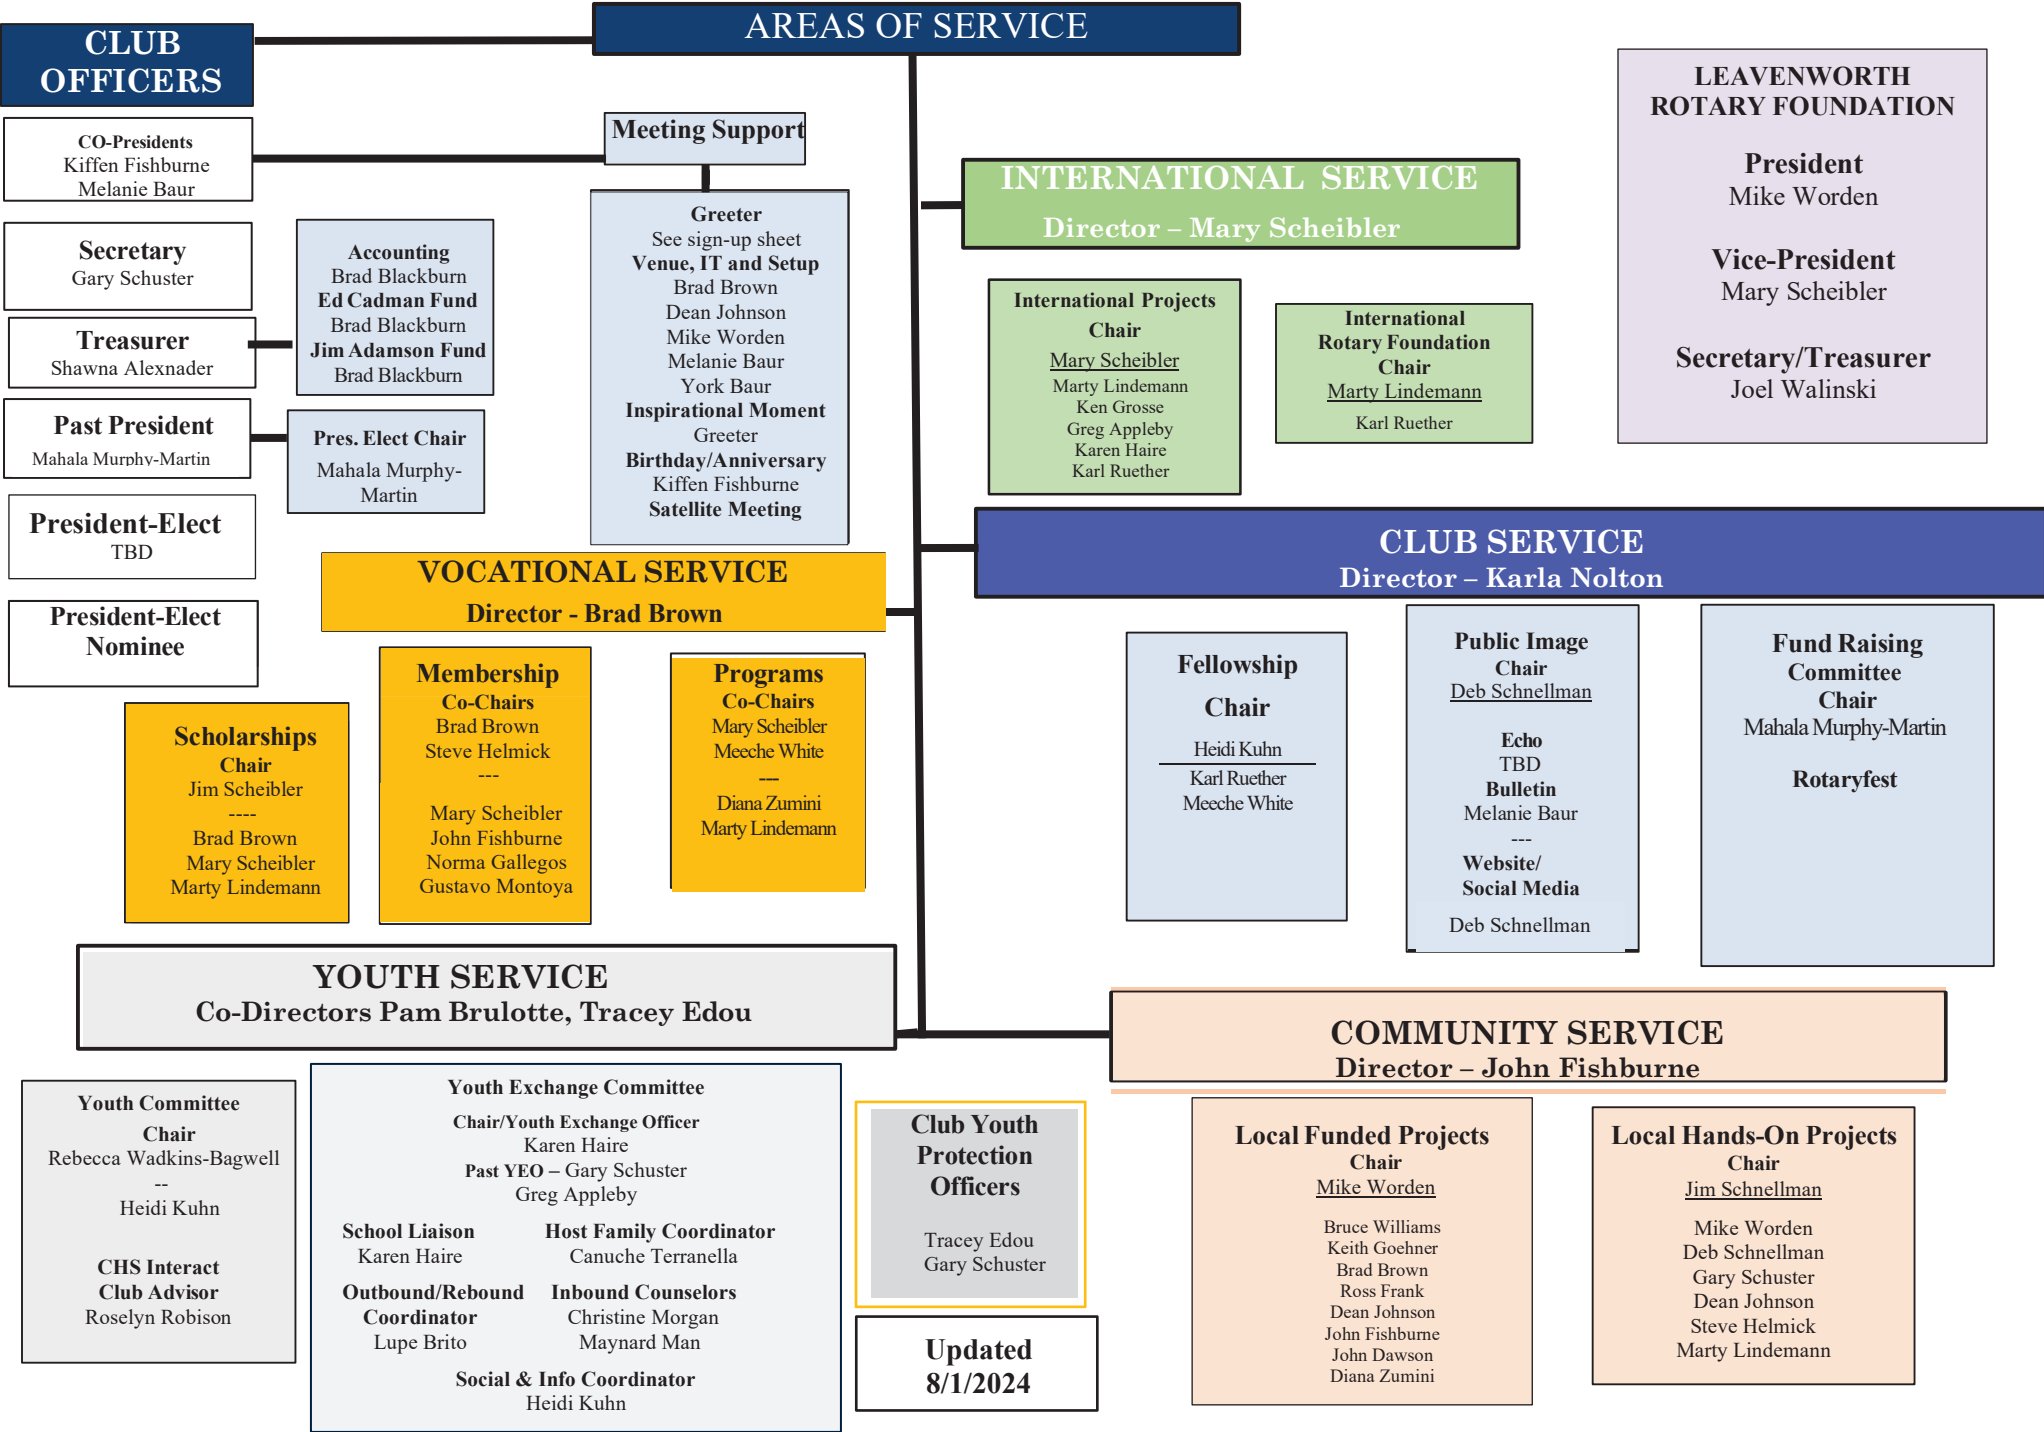 AREAS OF SERVICE
CLUB
OFFICERS
CO-Presidents
Kiffen Fishburne
Melanie Baur
Secretary
Gary Schuster
Treasurer
Shawna Alexnader
Past President
Mahala Murphy-Martin
President-Elect
TBD
President-Elect
Nominee
Accounting
Brad Blackburn
Ed Cadman Fund
Brad Blackburn
Jim Adamson Fund
Brad Blackburn
Pres. Elect Chair
Mahala Murphy-
Martin
Meeting Support
Greeter
See sign-up sheet
Venue, IT and Setup
Brad Brown
Dean Johnson
Mike Worden
Melanie Baur
York Baur
Inspirational Moment
Greeter
Birthday/Anniversary
Kiffen Fishburne
Satellite Meeting
INTERNATIONAL SERVICE
Director – Mary Scheibler
International Projects
Chair
Mary Scheibler
Marty Lindemann
Ken Grosse
Greg Appleby
Karen Haire
Karl Ruether
International
Rotary Foundation
Chair
Marty Lindemann
Karl Ruether
LEAVENWORTH
ROTARY FOUNDATION
President
Mike Worden
Vice-President
Mary Scheibler
Secretary/Treasurer
Joel Walinski
VOCATIONAL SERVICE
Director - Brad Brown
Scholarships
Chair
Jim Scheibler
----
Brad Brown
Mary Scheibler
Marty Lindemann
Membership
Co-Chairs
Brad Brown
Steve Helmick
---
Mary Scheibler
John Fishburne
Norma Gallegos
Gustavo Montoya
Programs
Co-Chairs
Mary Scheibler
Meeche White
---
Diana Zumini
Marty Lindemann
CLUB SERVICE
Director – Karla Nolton
Fellowship
Chair
Heidi Kuhn
Karl Ruether
Meeche White
Public Image
Chair
Deb Schnellman
Echo
TBD
Bulletin
Melanie Baur
---
Website/
Social Media
Deb Schnellman
Fund Raising
Committee
Chair
Mahala Murphy-Martin
Rotaryfest
YOUTH SERVICE
Co-Directors Pam Brulotte, Tracey Edou
Youth Committee
Chair
Rebecca Wadkins-Bagwell
--
Heidi Kuhn
CHS Interact
Club Advisor
Roselyn Robison
Youth Exchange Committee
Chair/Youth Exchange Officer
Karen Haire
Past YEO – Gary Schuster
Greg Appleby
School Liaison
Karen Haire
Host Family Coordinator
Canuche Terranella
Outbound/Rebound
Coordinator
Lupe Brito
Inbound Counselors
Christine Morgan
Maynard Man
Social & Info Coordinator
Heidi Kuhn
Club Youth
Protection
Officers
Tracey Edou
Gary Schuster
Updated
8/1/2024
COMMUNITY SERVICE
Director – John Fishburne
Local Funded Projects
Chair
Mike Worden
Bruce Williams
Keith Goehner
Brad Brown
Ross Frank
Dean Johnson
John Fishburne
John Dawson
Diana Zumini
Local Hands-On Projects
Chair
Jim Schnellman
Mike Worden
Deb Schnellman
Gary Schuster
Dean Johnson
Steve Helmick
Marty Lindemann